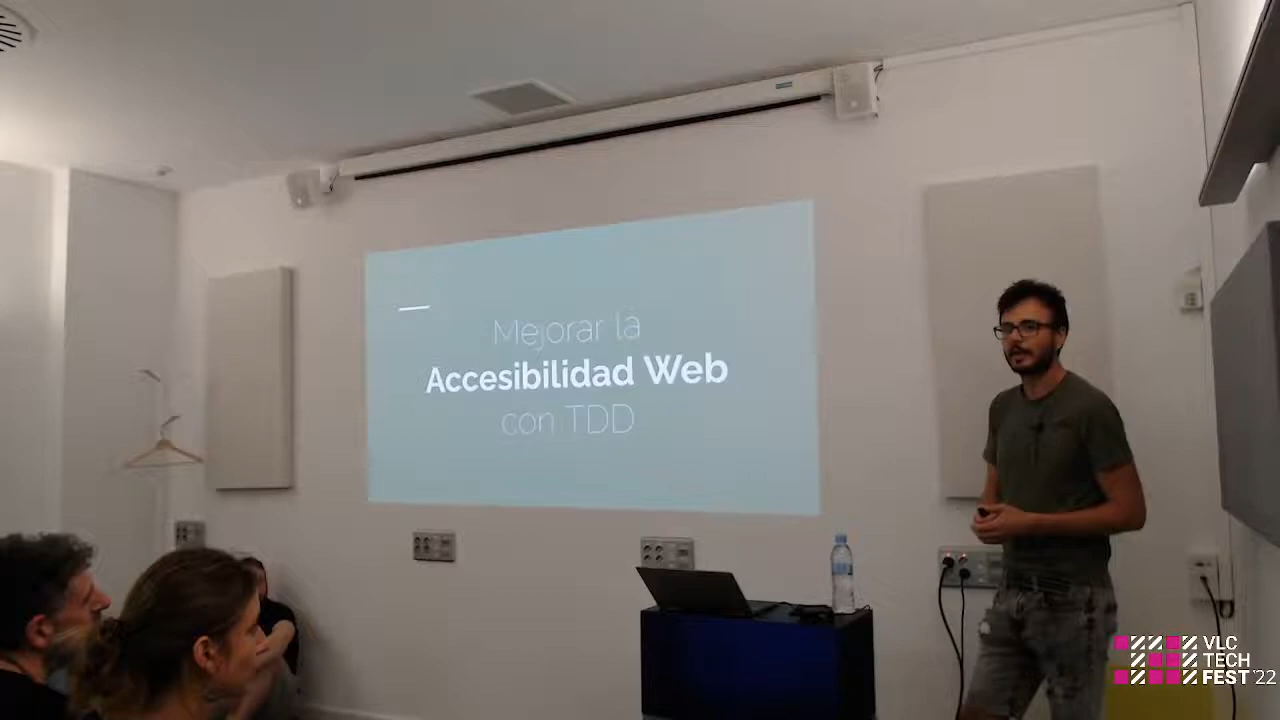 Mejorar la
Accesibilidad Web
con TDD
VLC
TECH
FEST'22